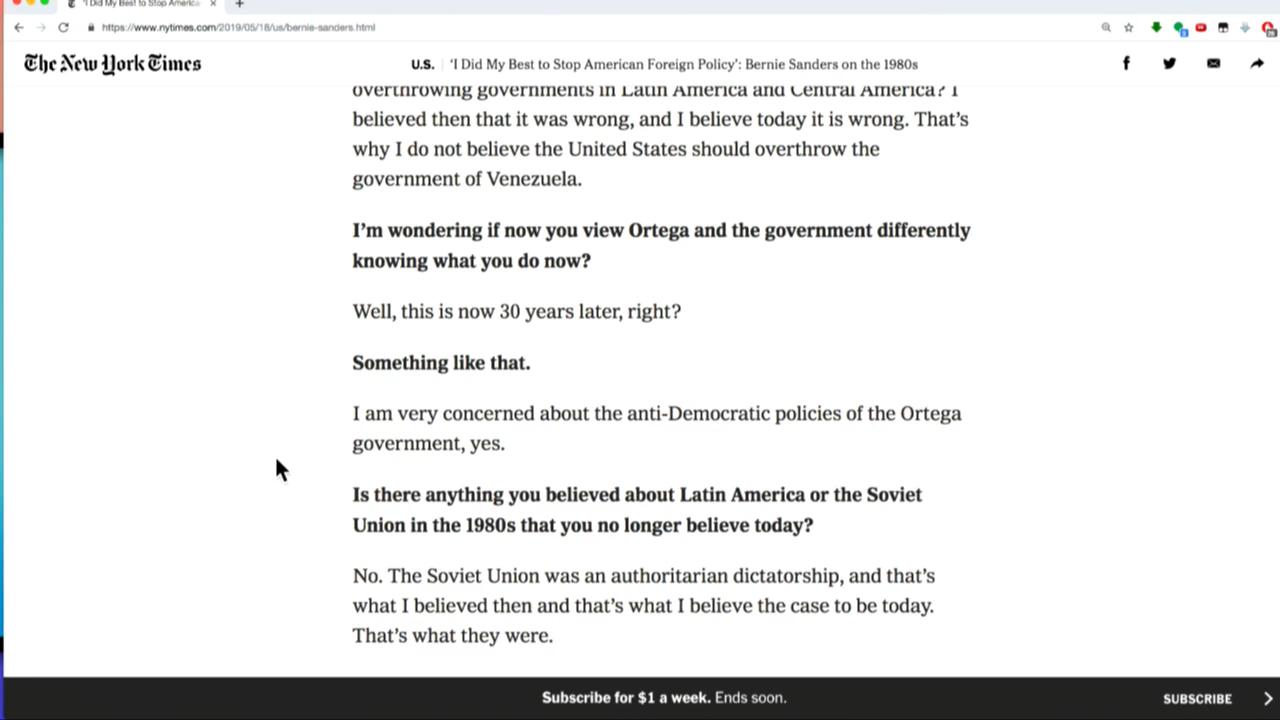 'I Did My Best to Stop America
https://www.nytimes.com/2019/05/18/us/bernie-sanders.html
The New York Times
U.S. 'I Did My Best to Stop American Foreign Policy': Bernie Sanders on the 1980s
overthrowing governments in Latin America and Central America? I
believed then that it was wrong, and I believe today it is wrong. That's
why I do not believe the United States should overthrow the
government of Venezuela.
I'm wondering if now you view Ortega and the government differently
knowing what you do now?
Well, this is now 30 years later, right?
Something like that.
I am very concerned about the anti-Democratic policies of the Ortega
government, yes.
Is there anything you believed about Latin America or the Soviet
Union in the 1980s that you no longer believe today?
No. The Soviet Union was an authoritarian dictatorship, and that's
what I believed then and that's what I believe the case to be today.
That's what they were.
Subscribe for $1 a week. Ends soon.
SUBSCRIBE